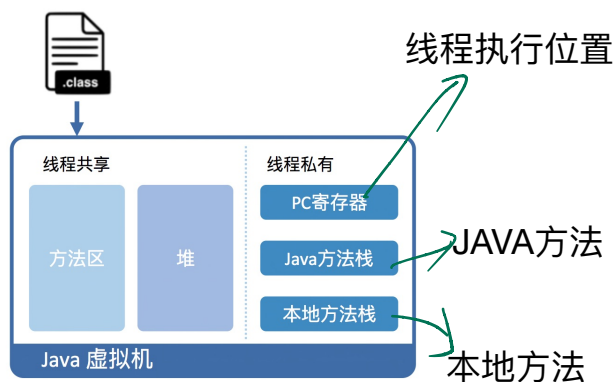 线程执行位置
.class
线程共享
线程私有
方法区
堆
PC寄存器
Java方法栈
JAVA方法
本地方法栈
Java 虚拟机
本地方法